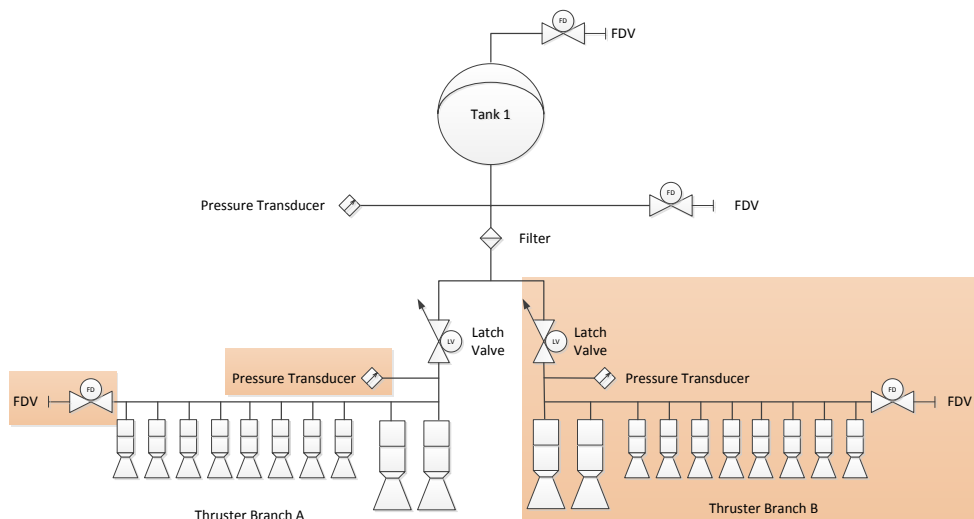 FD
FDV
Tank 1
Pressure Transducer
FD
FDV
Filter
LV
Latch
Valve
LV
Latch
Valve
Pressure Transducer
Pressure Transducer
FDV
FD
FD
FDV
Thruster Branch A
Thruster Branch B